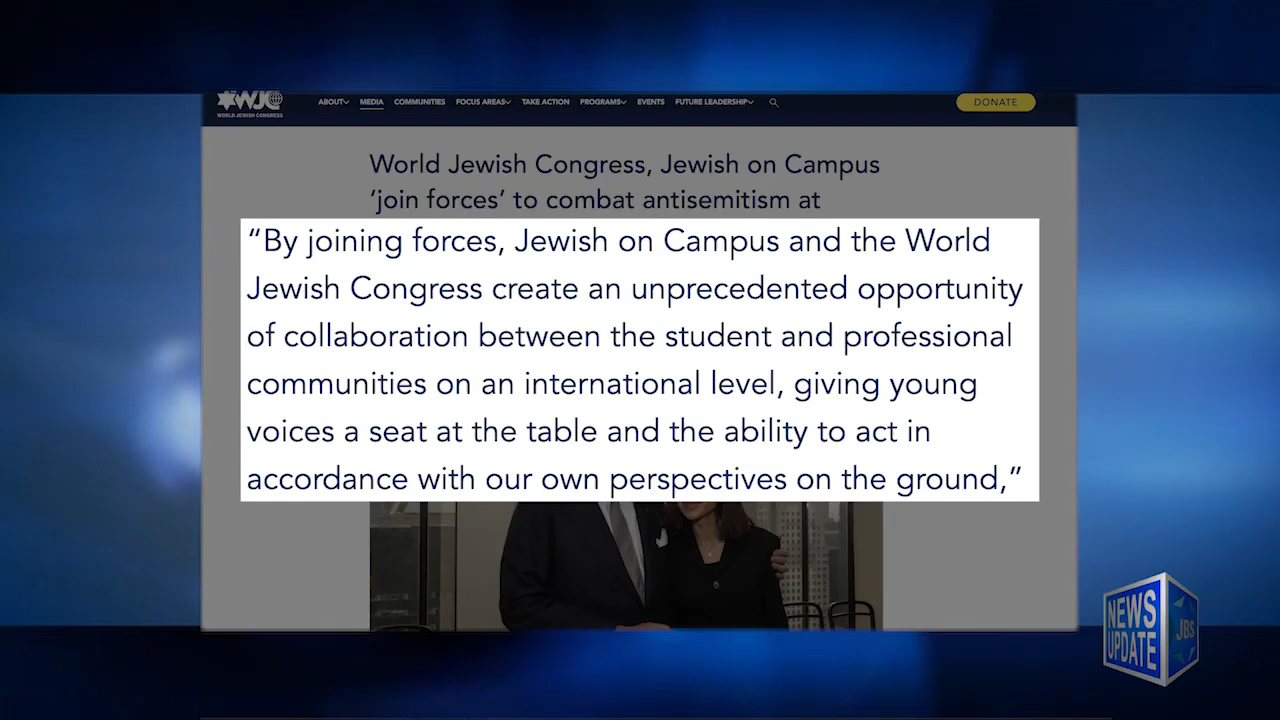 WJC
WORLD JEWISH CONGRESS
ABOUT MEDIA COMMUNITIES FOCUS AREAS TAKE ACTION PROGRAMS EVENTS FUTURE LEADERSHIP DONATE
World Jewish Congress, Jewish on Campus
‘join forces’ to combat antisemitism at
“By joining forces, Jewish on Campus and the World
Jewish Congress create an unprecedented opportunity
of collaboration between the student and professional
communities on an international level, giving young
voices a seat at the table and the ability to act in
accordance with our own perspectives on the ground,”
NEWS
UPDATE
JBS